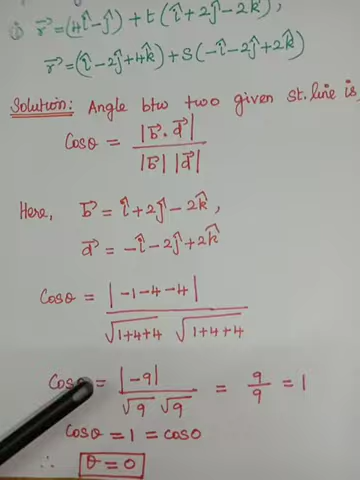 i) r⃗ = (4î - ĵ) + t(î + 2ĵ - 2k̂),
r⃗ = (î - 2ĵ + 4k̂) + s(-î - 2ĵ + 2k̂)
Solution: Angle btw two given st. line is
Cosθ = |b⃗ · d⃗| / |b⃗| |d⃗|
Here, b⃗ = î + 2ĵ - 2k̂,
d⃗ = -î - 2ĵ + 2k̂
Cosθ = |-1-4-4| / √1+4+4 √1+4+4
Cosθ = |-9| / √9 √9 = 9/9 = 1
Cosθ = 1 = cos0
∴ θ = 0